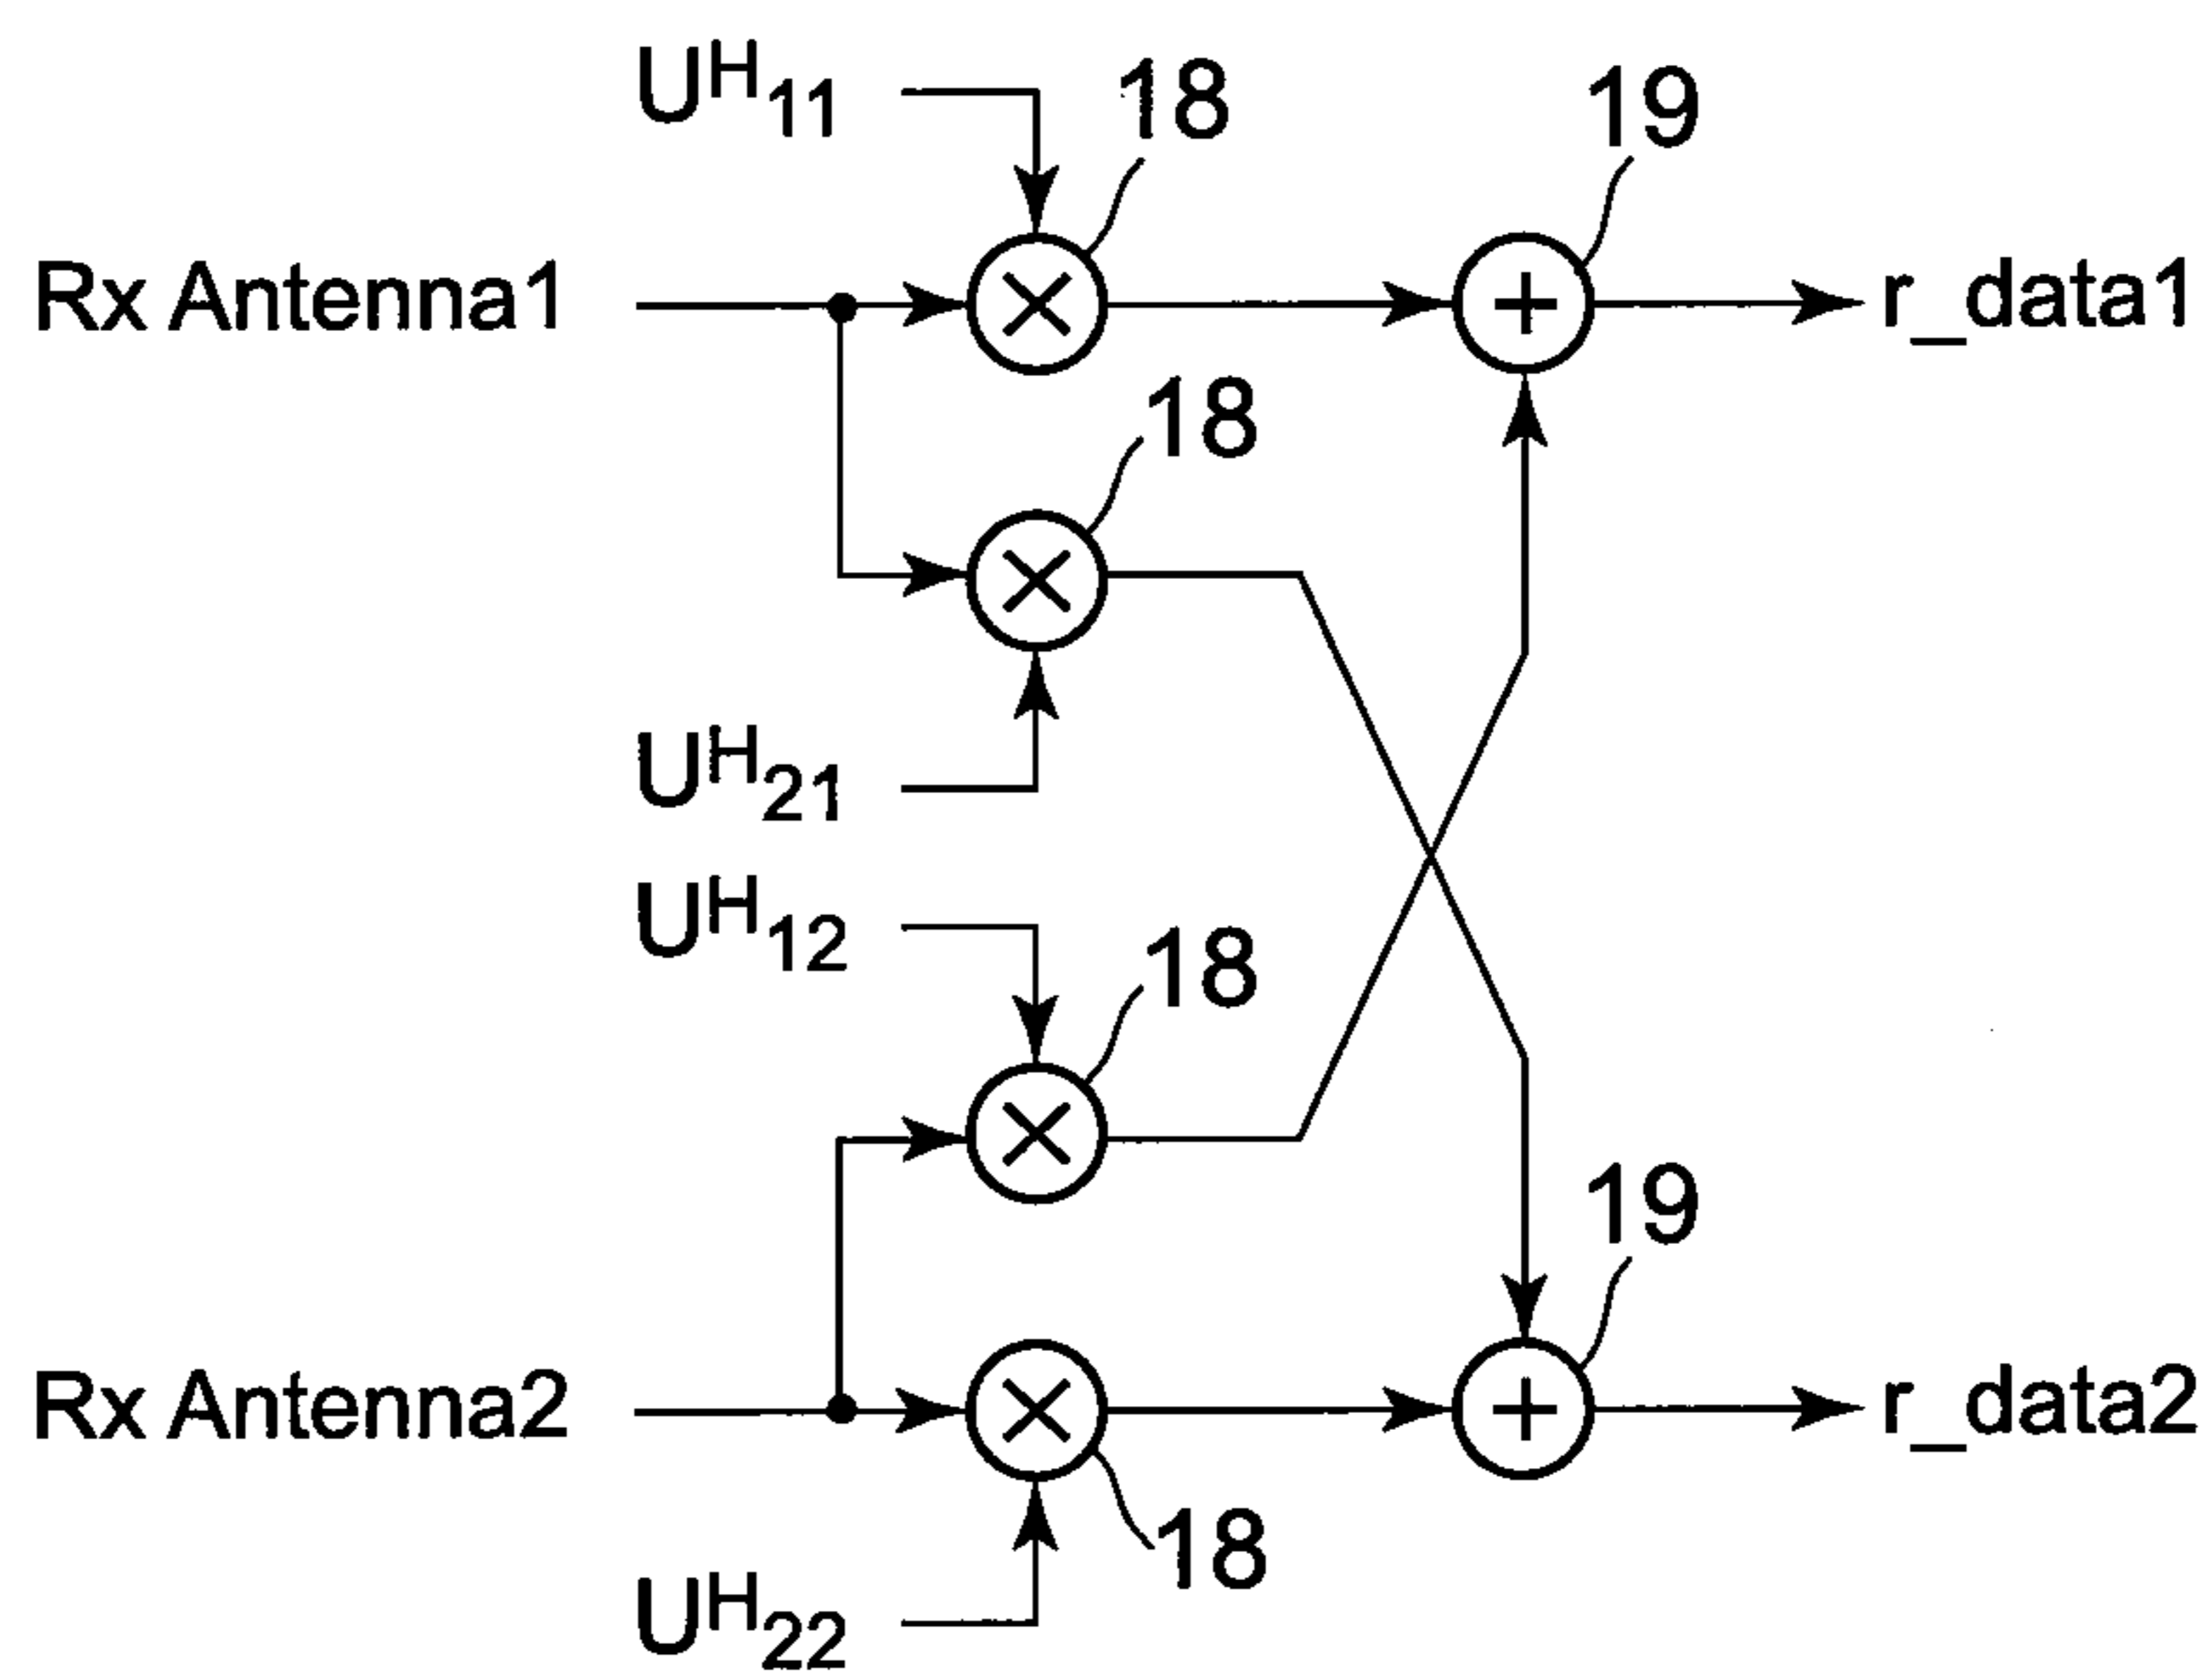 U^H_11
18
19
Rx Antenna1
r_data1
18
U^H_21
U^H_12
18
19
Rx Antenna2
r_data2
18
U^H_22